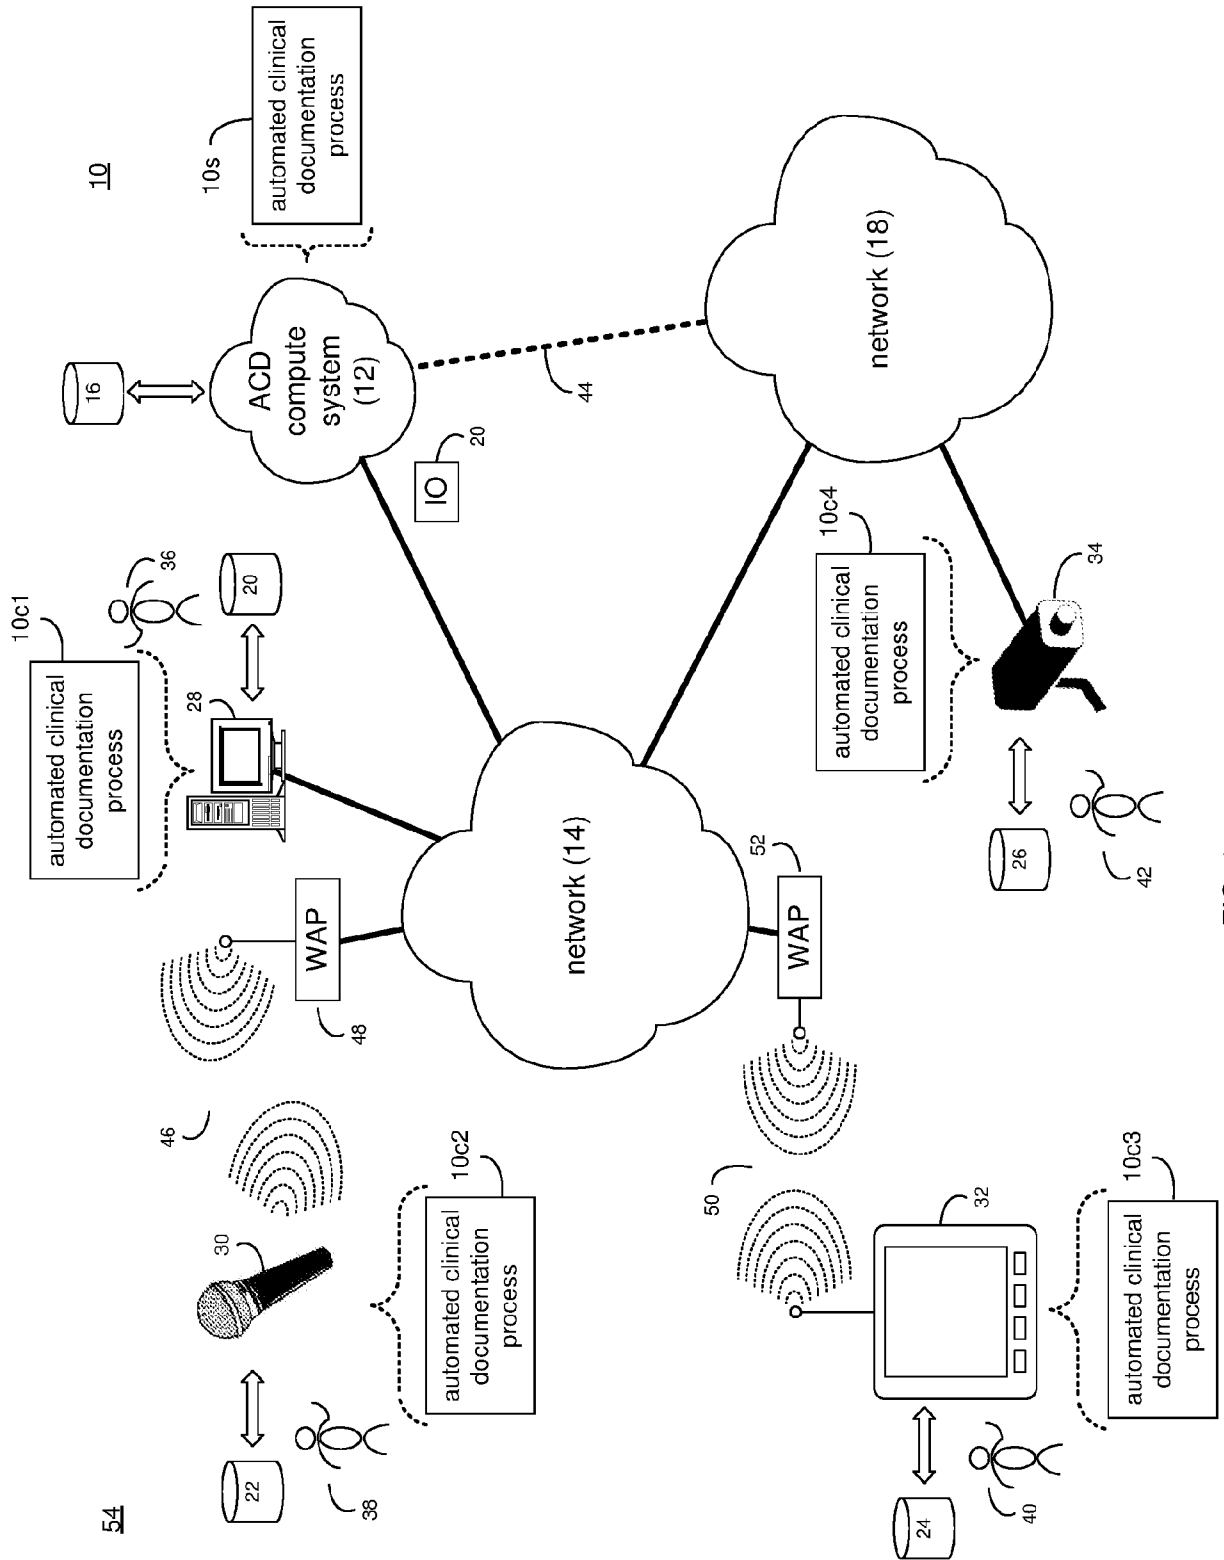 54
10
10c1
automated clinical
documentation
process
36
20
28
16
10s
automated clinical
documentation
process
ACD
compute
system
(12)
IO
20
44
46
WAP
48
30
22
38
10c2
automated clinical
documentation
process
network (14)
network (18)
50
WAP
52
32
24
40
10c3
automated clinical
documentation
process
10c4
automated clinical
documentation
process
34
26
42